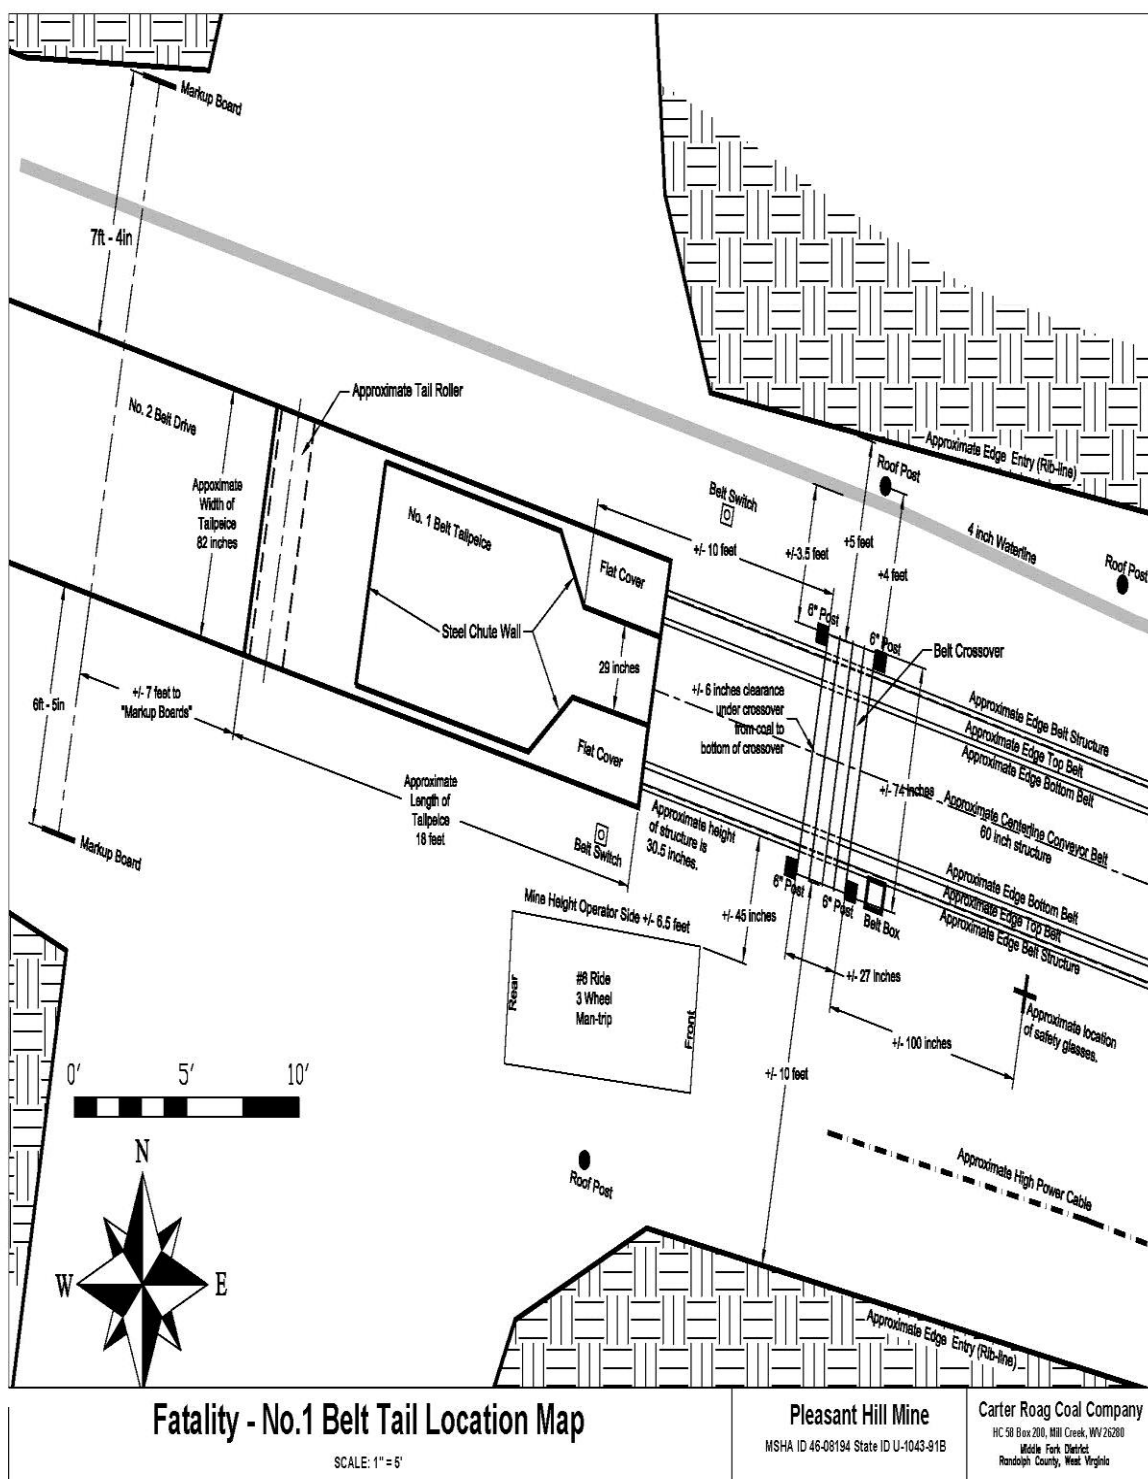 Markup Board
7ft - 4in
No. 2 Belt Drive
Approximate Tail Roller
Appoximate
Width of
Tailpeice
82 inches
No. 1 Belt Tailpeice
Flat Cover
Steel Chute Wall
29 inches
Flat Cover
Belt Switch
+/- 10 feet
+/-3.5 feet
+5 feet
+4 feet
Roof Post
Approximate Edge Entry (Rib-line)
4 inch Waterline
Roof Post
6" Post
6" Post
Belt Crossover
+/- 6 inches clearance
under crossover
from coal to
bottom of crossover
+/- 74 inches
Approximate Edge Belt Structure
Approximate Edge Top Belt
Approximate Edge Bottom Belt
Approximate Centerline Conveyor Belt
60 inch structure
Approximate Edge Bottom Belt
Approximate Edge Top Belt
Approximate Edge Belt Structure
6ft - 5in
+/- 7 feet to
"Markup Boards"
Approximate
Length of
Tailpeice
18 feet
Markup Board
Belt Switch
Approximate height
of structure is
30.5 inches.
Mine Height Operator Side +/- 6.5 feet
+/- 45 inches
6" Post
6" Post
Belt Box
+/- 27 inches
+/- 100 inches
Approximate location
of safety glasses.
Rear
#6 Ride
3 Wheel
Man-trip
Front
+/- 10 feet
Roof Post
Approximate High Power Cable
Approximate Edge Entry (Rib-line)
0' 5' 10'
N
W E
Fatality - No.1 Belt Tail Location Map
SCALE: 1" = 5'
Pleasant Hill Mine
MSHA ID 46-08194 State ID U-1043-91B
Carter Roag Coal Company
HC 58 Box 200, Mill Creek, WV 26280
Middle Fork District
Randolph County, West Virginia